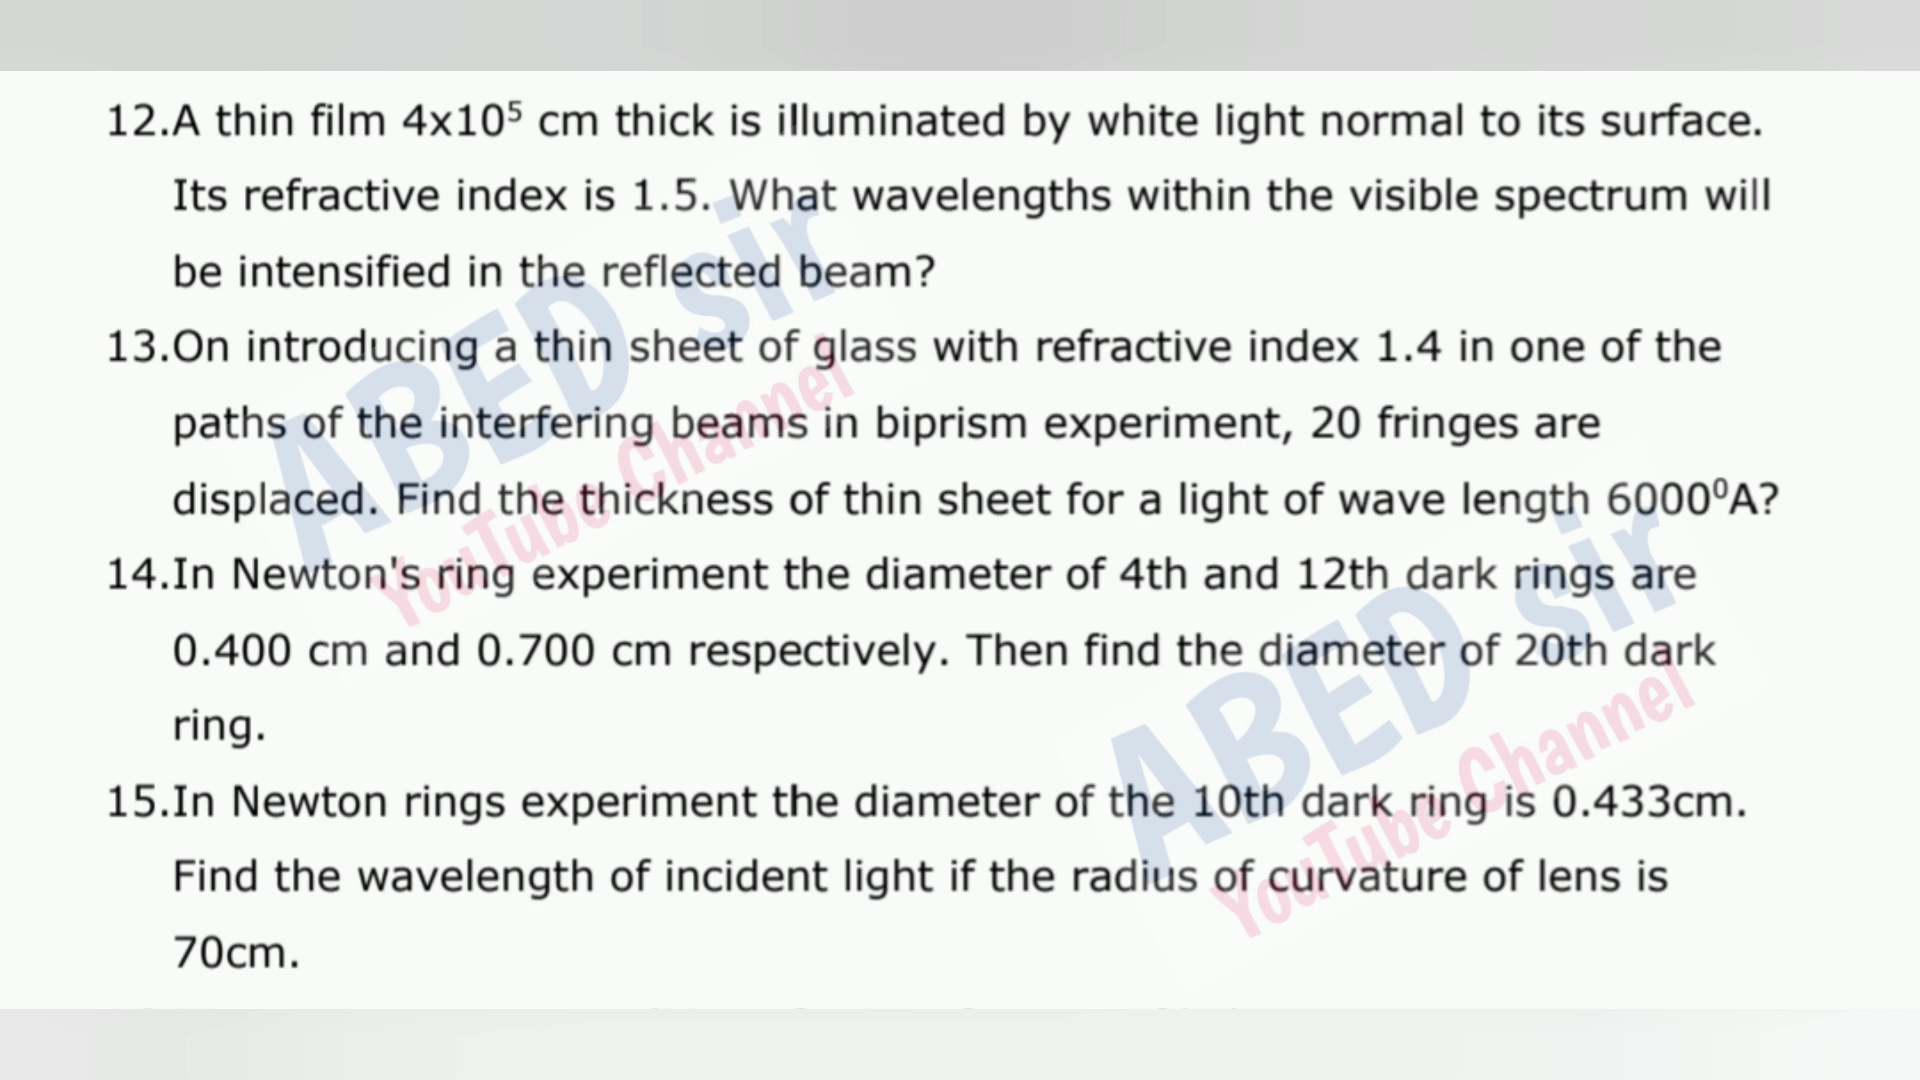 12.A thin film 4x10⁵ cm thick is illuminated by white light normal to its surface.
Its refractive index is 1.5. What wavelengths within the visible spectrum will
be intensified in the reflected beam?
13.On introducing a thin sheet of glass with refractive index 1.4 in one of the
paths of the interfering beams in biprism experiment, 20 fringes are
displaced. Find the thickness of thin sheet for a light of wave length 6000⁰A?
14.In Newton's ring experiment the diameter of 4th and 12th dark rings are
0.400 cm and 0.700 cm respectively. Then find the diameter of 20th dark
ring.
15.In Newton rings experiment the diameter of the 10th dark ring is 0.433cm.
Find the wavelength of incident light if the radius of curvature of lens is
70cm.
ABED sir
YouTube Channel
ABED sir
YouTube Channel